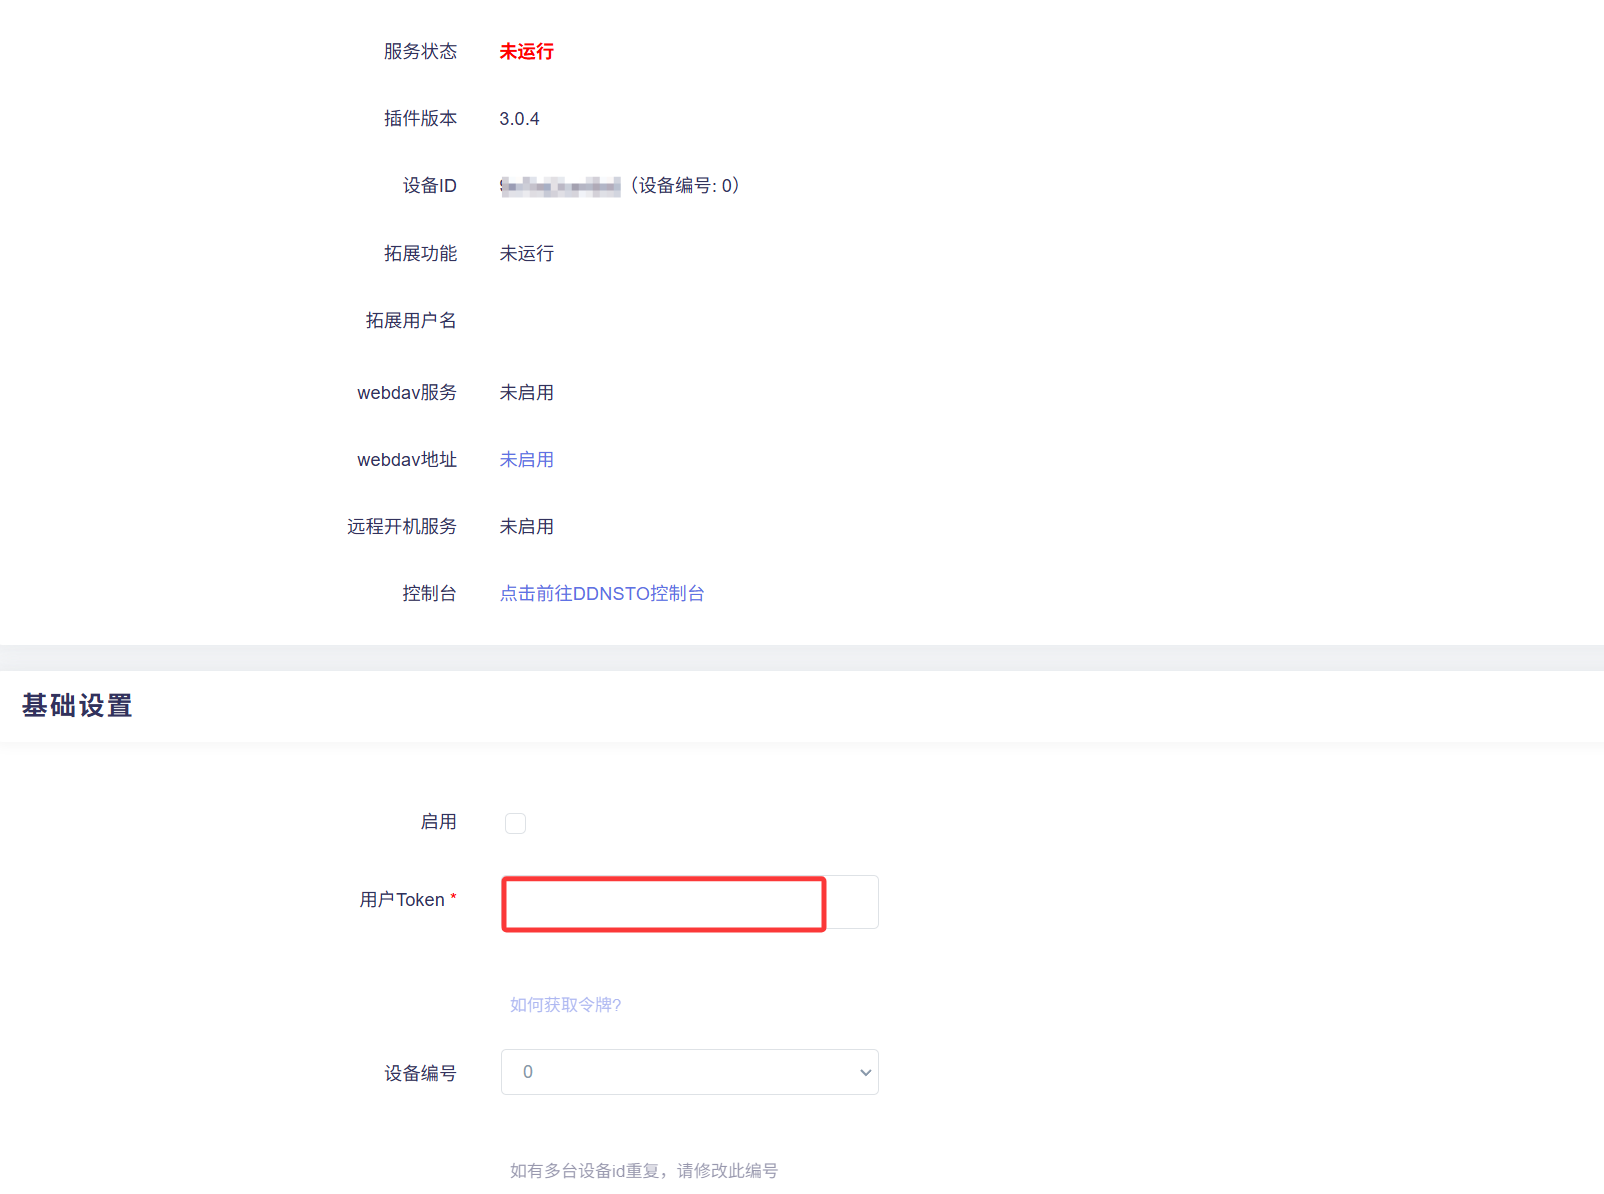 服务状态 未运行
插件版本 3.0.4
设备ID （设备编号: 0）
拓展功能 未运行
拓展用户名
webdav服务 未启用
webdav地址 未启用
远程开机服务 未启用
控制台 点击前往DDNSTO控制台
基础设置
启用
用户Token *
如何获取令牌?
设备编号 0
如有多台设备id重复，请修改此编号